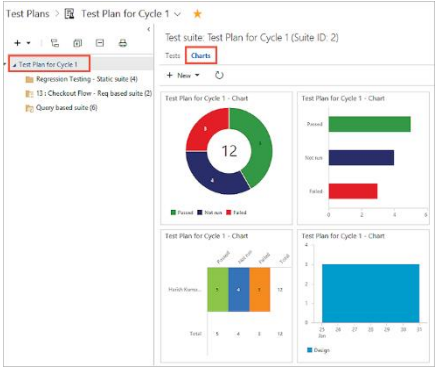 Test Plans > Test Plan for Cycle 1
Test Plan for Cycle 1
Regression Testing - Static suite (4)
13 : Checkout Flow - Req based suite (2)
Query based suite (6)
Test suite: Test Plan for Cycle 1 (Suite ID: 2)
Tests Charts
+ New
Test Plan for Cycle 1 - Chart
3
5
12
4
Passed Not run Failed
Test Plan for Cycle 1 - Chart
Passed
Not run
Failed
0 2 4 6
Test Plan for Cycle 1 - Chart
Passed Not run Failed Total
5 4 3 12
Total 5 4 3 12
Test Plan for Cycle 1 - Chart
4
3
2
1
0
25 26 27 28 29 30 31
Jan
Design